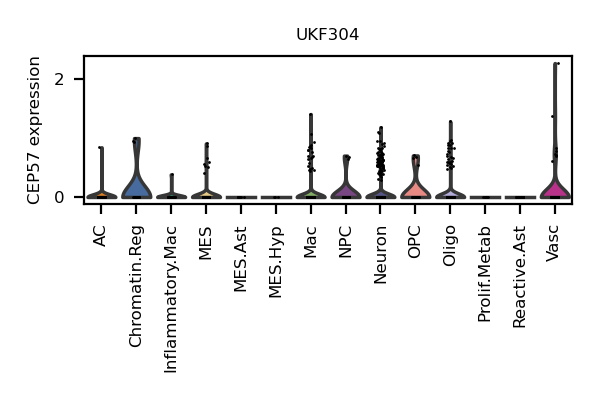 UKF304
CEP57 expression
2
0
AC
Chromatin.Reg
Inflammatory.Mac
MES
MES.Ast
MES.Hyp
Mac
NPC
Neuron
OPC
Oligo
Prolif.Metab
Reactive.Ast
Vasc